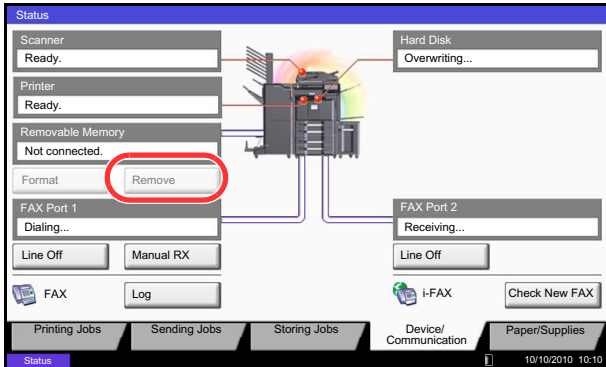 Status
Scanner
Ready.
Hard Disk
Overwriting...
Printer
Ready.
Removable Memory
Not connected.
Format
Remove
FAX Port 1
Dialing...
FAX Port 2
Receiving...
Line Off
Manual RX
Line Off
FAX
Log
i-FAX
Check New FAX
Printing Jobs
Sending Jobs
Storing Jobs
Device/
Communication
Paper/Supplies
Status
10/10/2010 10:10